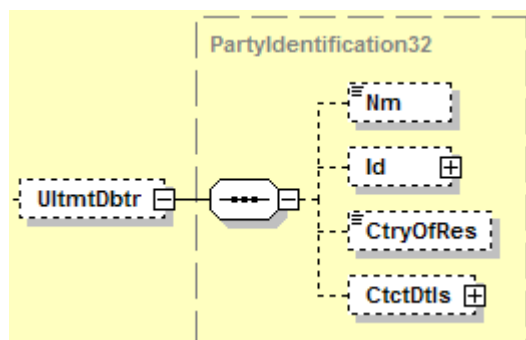 PartyIdentification32
Nm
Id
UltmtDbtr
CtryOfRes
CtctDtls